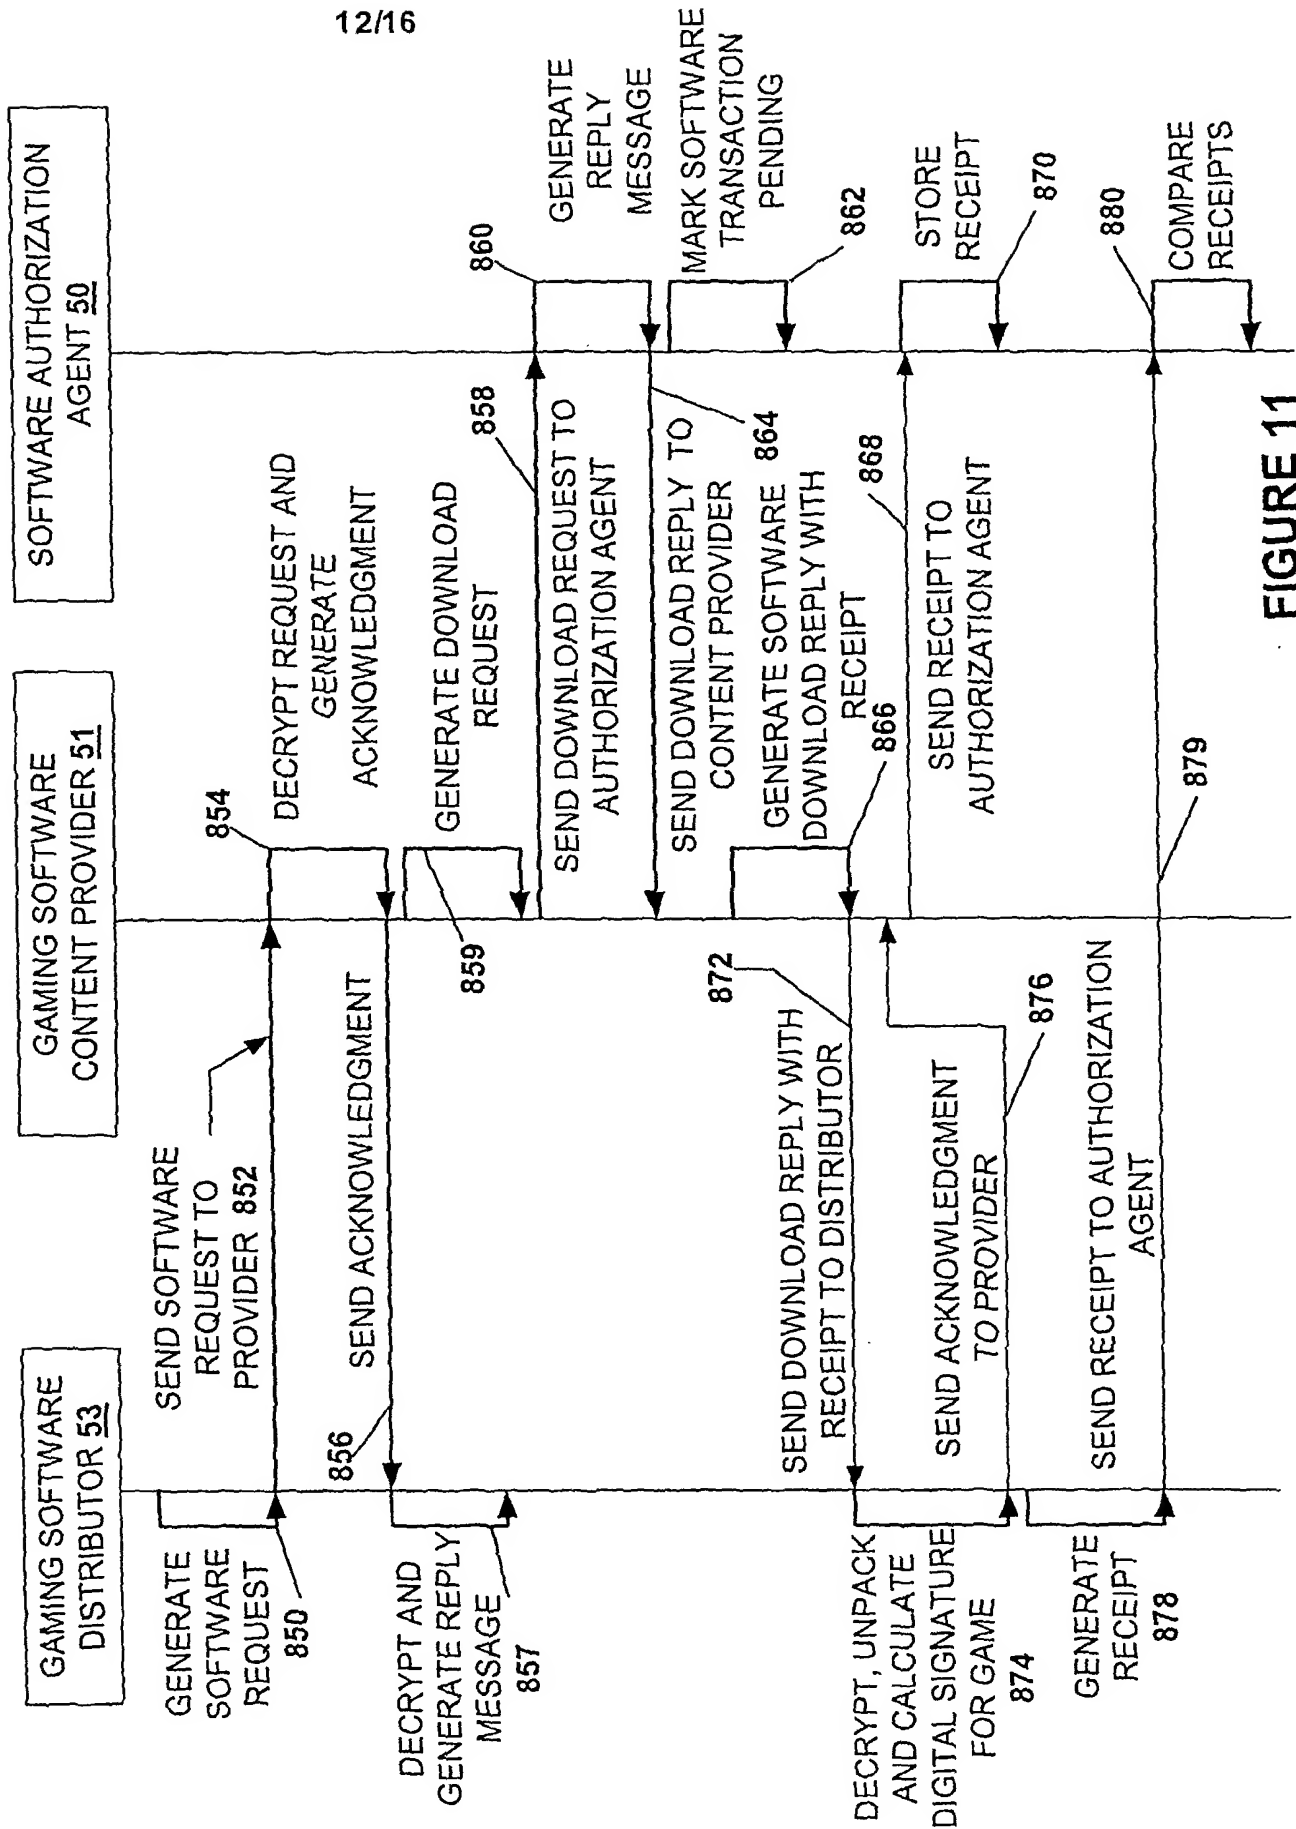 12/16
GAMING SOFTWARE
DISTRIBUTOR 53
GAMING SOFTWARE
CONTENT PROVIDER 51
SOFTWARE AUTHORIZATION
AGENT 50
GENERATE
SOFTWARE
REQUEST
850
SEND SOFTWARE
REQUEST TO
PROVIDER 852
854
DECRYPT REQUEST AND
GENERATE
ACKNOWLEDGMENT
SEND ACKNOWLEDGMENT
856
DECRYPT AND
GENERATE REPLY
MESSAGE
857
859
GENERATE DOWNLOAD
REQUEST
858
SEND DOWNLOAD REQUEST TO
AUTHORIZATION AGENT
860
GENERATE
REPLY
MESSAGE
MARK SOFTWARE
TRANSACTION
PENDING
862
864
SEND DOWNLOAD REPLY TO
CONTENT PROVIDER
GENERATE SOFTWARE
DOWNLOAD REPLY WITH
RECEIPT
866
872
SEND DOWNLOAD REPLY WITH
RECEIPT TO DISTRIBUTOR
868
SEND RECEIPT TO
AUTHORIZATION AGENT
STORE
RECEIPT
870
DECRYPT, UNPACK
AND CALCULATE
DIGITAL SIGNATURE
FOR GAME
874
SEND ACKNOWLEDGMENT
TO PROVIDER
876
GENERATE
RECEIPT
878
SEND RECEIPT TO AUTHORIZATION
AGENT
879
880
COMPARE
RECEIPTS
FIGURE 11